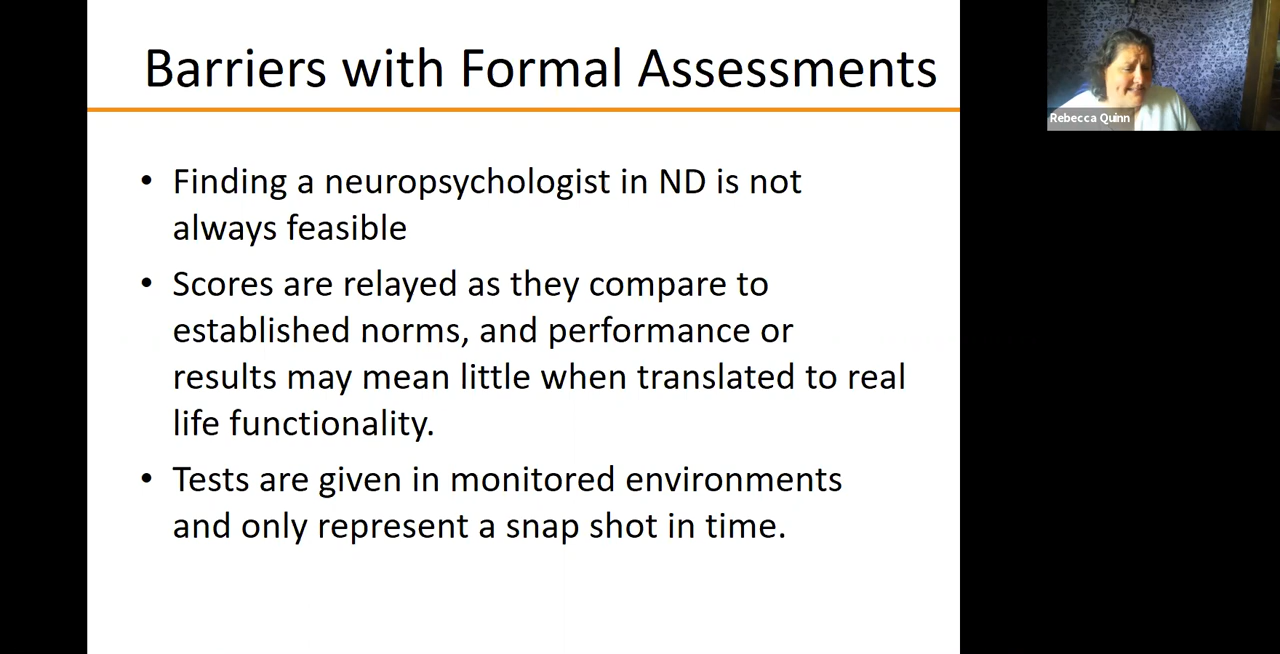 Barriers with Formal Assessments
Rebecca Quinn
• Finding a neuropsychologist in ND is not
always feasible
• Scores are relayed as they compare to
established norms, and performance or
results may mean little when translated to real
life functionality.
• Tests are given in monitored environments
and only represent a snap shot in time.